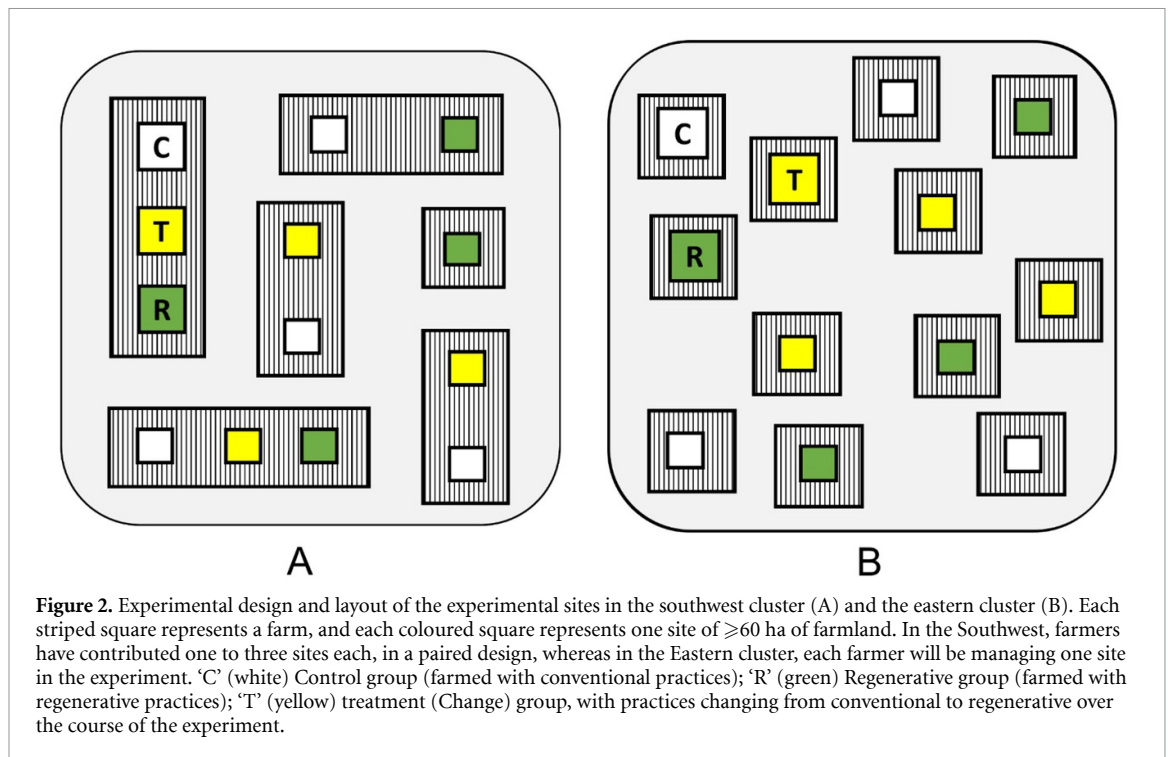 C
T
R
C
T
R
A
B
Figure 2. Experimental design and layout of the experimental sites in the southwest cluster (A) and the eastern cluster (B). Each
striped square represents a farm, and each coloured square represents one site of ⩾60 ha of farmland. In the Southwest, farmers
have contributed one to three sites each, in a paired design, whereas in the Eastern cluster, each farmer will be managing one site
in the experiment. ‘C’ (white) Control group (farmed with conventional practices); ‘R’ (green) Regenerative group (farmed with
regenerative practices); ‘T’ (yellow) treatment (Change) group, with practices changing from conventional to regenerative over
the course of the experiment.